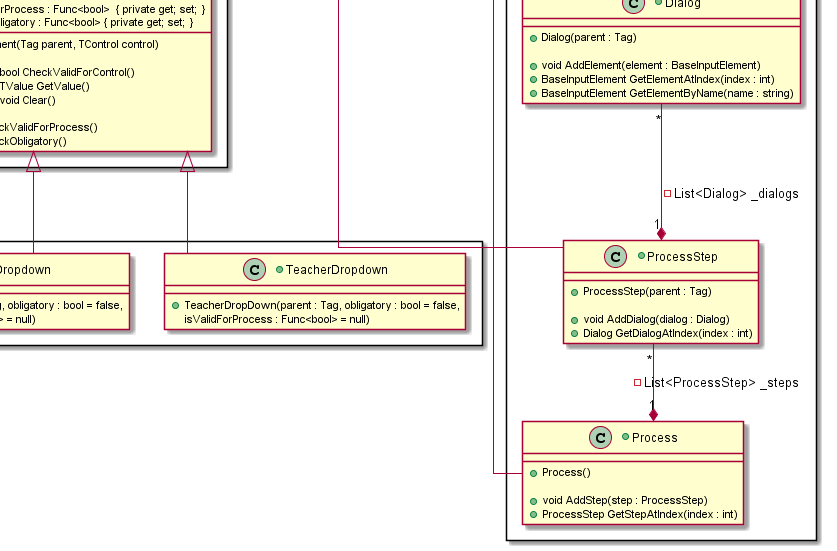 rProcess : Func<bool> { private get; set; }
ligatory : Func<bool> { private get; set; }
ent(Tag parent, TControl control)
bool CheckValidForControl()
TValue GetValue()
void Clear()
ckValidForProcess()
ckObligatory()
Dropdown
, obligatory : bool = false,
> = null)
C TeacherDropdown
TeacherDropDown(parent : Tag, obligatory : bool = false,
isValidForProcess : Func<bool> = null)
C Dialog
Dialog(parent : Tag)
void AddElement(element : BaseInputElement)
BaseInputElement GetElementAtIndex(index : int)
BaseInputElement GetElementByName(name : string)
*
List<Dialog> _dialogs
1
C ProcessStep
ProcessStep(parent : Tag)
void AddDialog(dialog : Dialog)
Dialog GetDialogAtIndex(index : int)
*
List<ProcessStep> _steps
1
C Process
Process()
void AddStep(step : ProcessStep)
ProcessStep GetStepAtIndex(index : int)